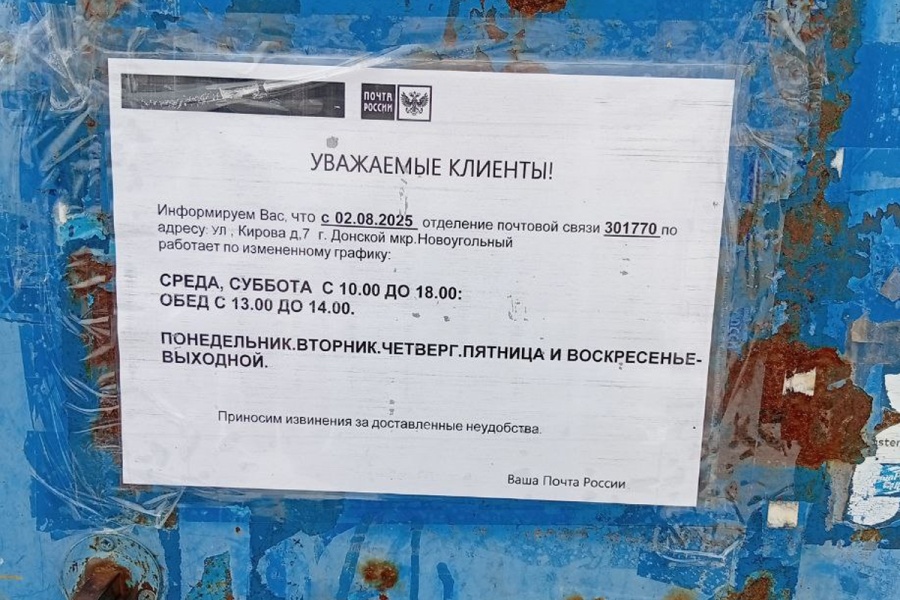 ПОЧТА
РОССИИ
УВАЖАЕМЫЕ КЛИЕНТЫ!
Информируем Вас, что с 02.08.2025 отделение почтовой связи 301770 по
адресу: ул , Кирова д,7 г. Донской мкр.Новоугольный
работает по измененному графику:
СРЕДА, СУББОТА С 10.00 ДО 18.00:
ОБЕД С 13.00 ДО 14.00.
ПОНЕДЕЛЬНИК.ВТОРНИК.ЧЕТВЕРГ.ПЯТНИЦА И ВОСКРЕСЕНЬЕ-
ВЫХОДНОЙ.
Приносим извинения за доставленные неудобства.
Ваша Почта России